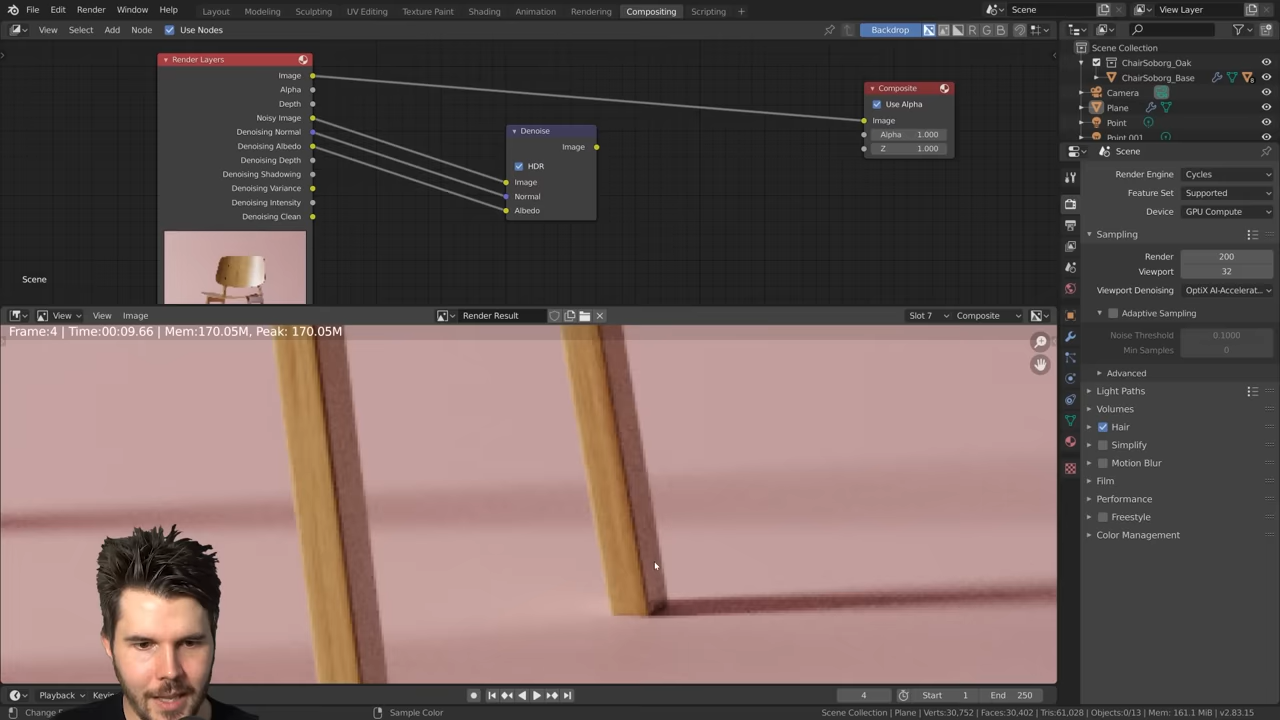 File Edit Render Window Help
Layout Modeling Sculpting UV Editing Texture Paint Shading Animation Rendering Compositing Scripting +
Scene
View Layer
View Select Add Node Use Nodes
Backdrop
R G B
Scene Collection
ChairSoborg_Oak
ChairSoborg_Base
Camera
Plane
Point
Point.001
Render Layers
Image
Alpha
Depth
Noisy Image
Denoising Normal
Denoising Albedo
Denoising Depth
Denoising Shadowing
Denoising Variance
Denoising Intensity
Denoising Clean
Denoise
Image
HDR
Image
Normal
Albedo
Composite
Use Alpha
Image
Alpha 1.000
Z 1.000
Scene
Scene
Render Engine Cycles
Feature Set Supported
Device GPU Compute
Sampling
Render 200
Viewport 32
Viewport Denoising OptiX AI-Accelerat...
Adaptive Sampling
Noise Threshold 0.1000
Min Samples 0
Advanced
Light Paths
Volumes
Hair
Simplify
Motion Blur
Film
Performance
Freestyle
Color Management
View View Image
Render Result
Slot 7
Composite
Frame:4 | Time:00:09.66 | Mem:170.05M, Peak: 170.05M
Playback
4
Start 1
End 250
Sample Color
Scene Collection | Plane | Verts:30,752 | Faces:30,402 | Tris:61,028 | Objects:0/13 | Mem: 161.1 MiB | v2.83.15